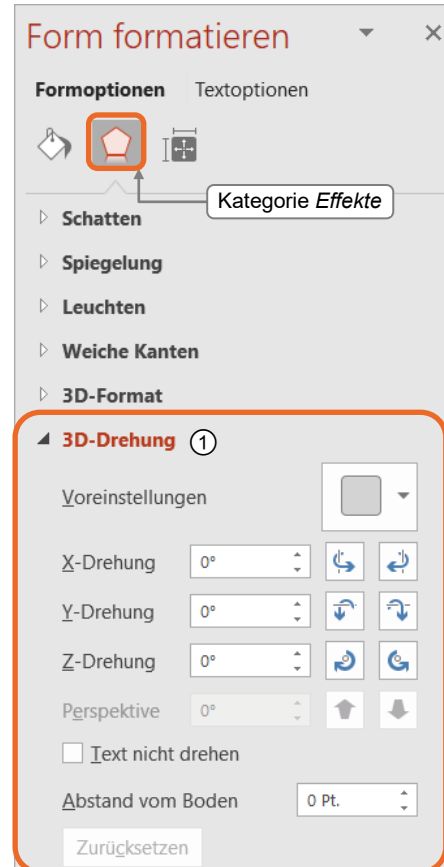 Form formatieren
Formoptionen Textoptionen
Kategorie Effekte
Schatten
Spiegelung
Leuchten
Weiche Kanten
3D-Format
3D-Drehung 1
Voreinstellungen
X-Drehung 0°
Y-Drehung 0°
Z-Drehung 0°
Perspektive 0°
Text nicht drehen
Abstand vom Boden 0 Pt.
Zurücksetzen